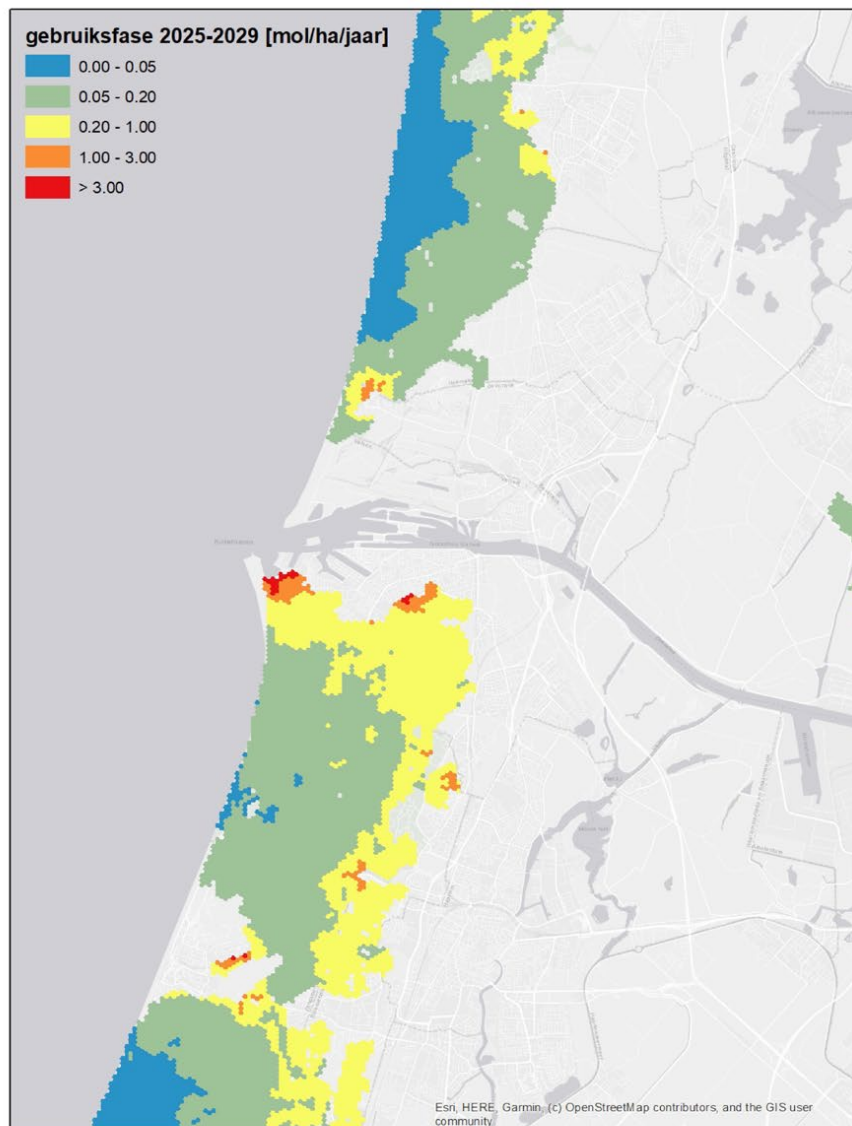 gebruiksfase 2025-2029 [mol/ha/jaar]
0.00 - 0.05
0.05 - 0.20
0.20 - 1.00
1.00 - 3.00
> 3.00
Esri, HERE, Garmin, (c) OpenStreetMap contributors, and the GIS user
community